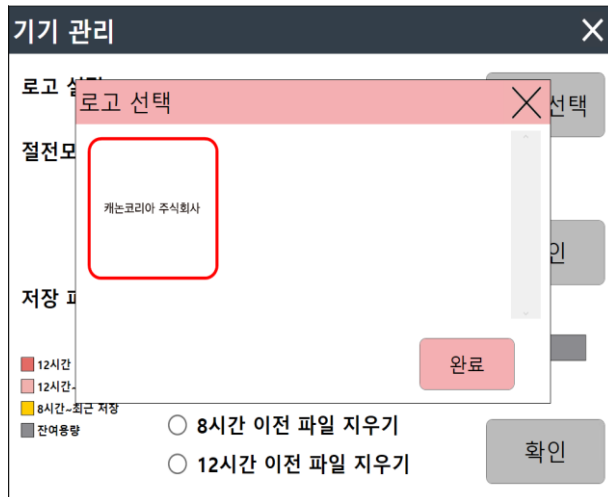 기기 관리
로고
로고 선택
선택
절전모
캐논코리아 주식회사
인
저장
12시간
완료
12시간~
8시간~최근 저장
잔여용량
8시간 이전 파일 지우기
12시간 이전 파일 지우기
확인